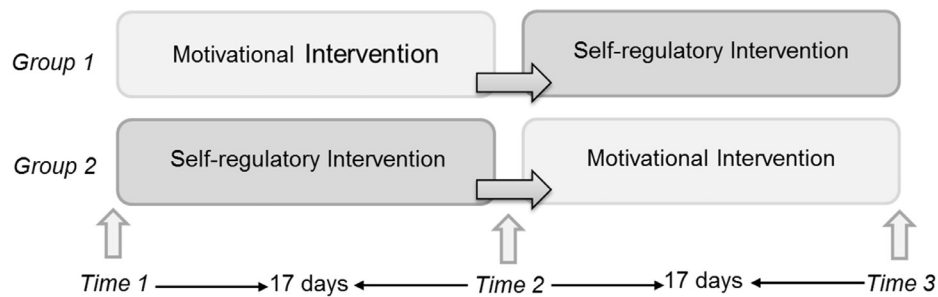 Group 1
Motivational Intervention
Self-regulatory Intervention
Group 2
Self-regulatory Intervention
Motivational Intervention
Time 1 17 days Time 2 17 days Time 3